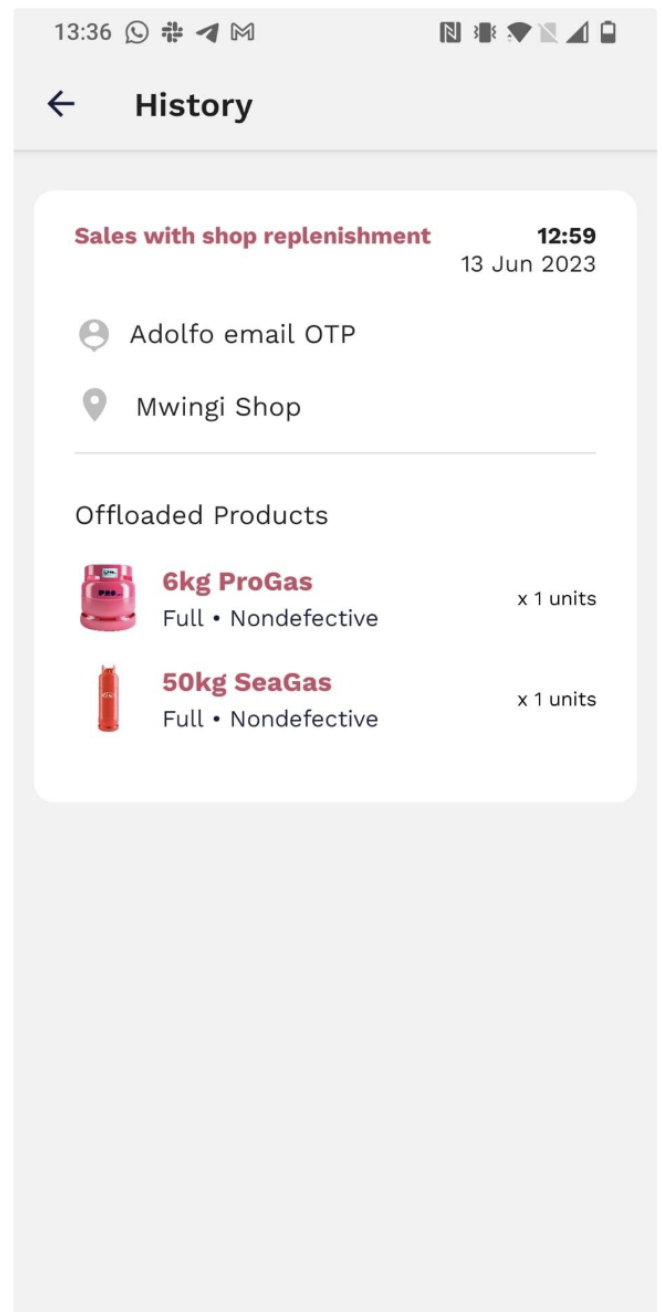 13:36
History
Sales with shop replenishment
12:59
13 Jun 2023
Adolfo email OTP
Mwingi Shop
Offloaded Products
PRO
6kg ProGas
Full • Nondefective
x 1 units
50kg SeaGas
Full • Nondefective
x 1 units